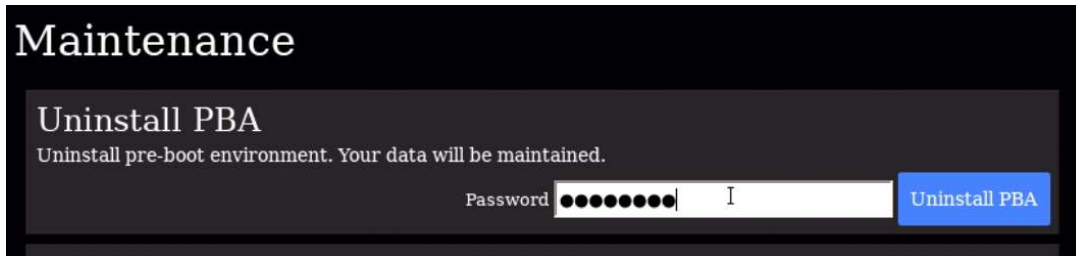 Maintenance
Uninstall PBA
Uninstall pre-boot environment. Your data will be maintained.
Password ●●●●●●●● Uninstall PBA